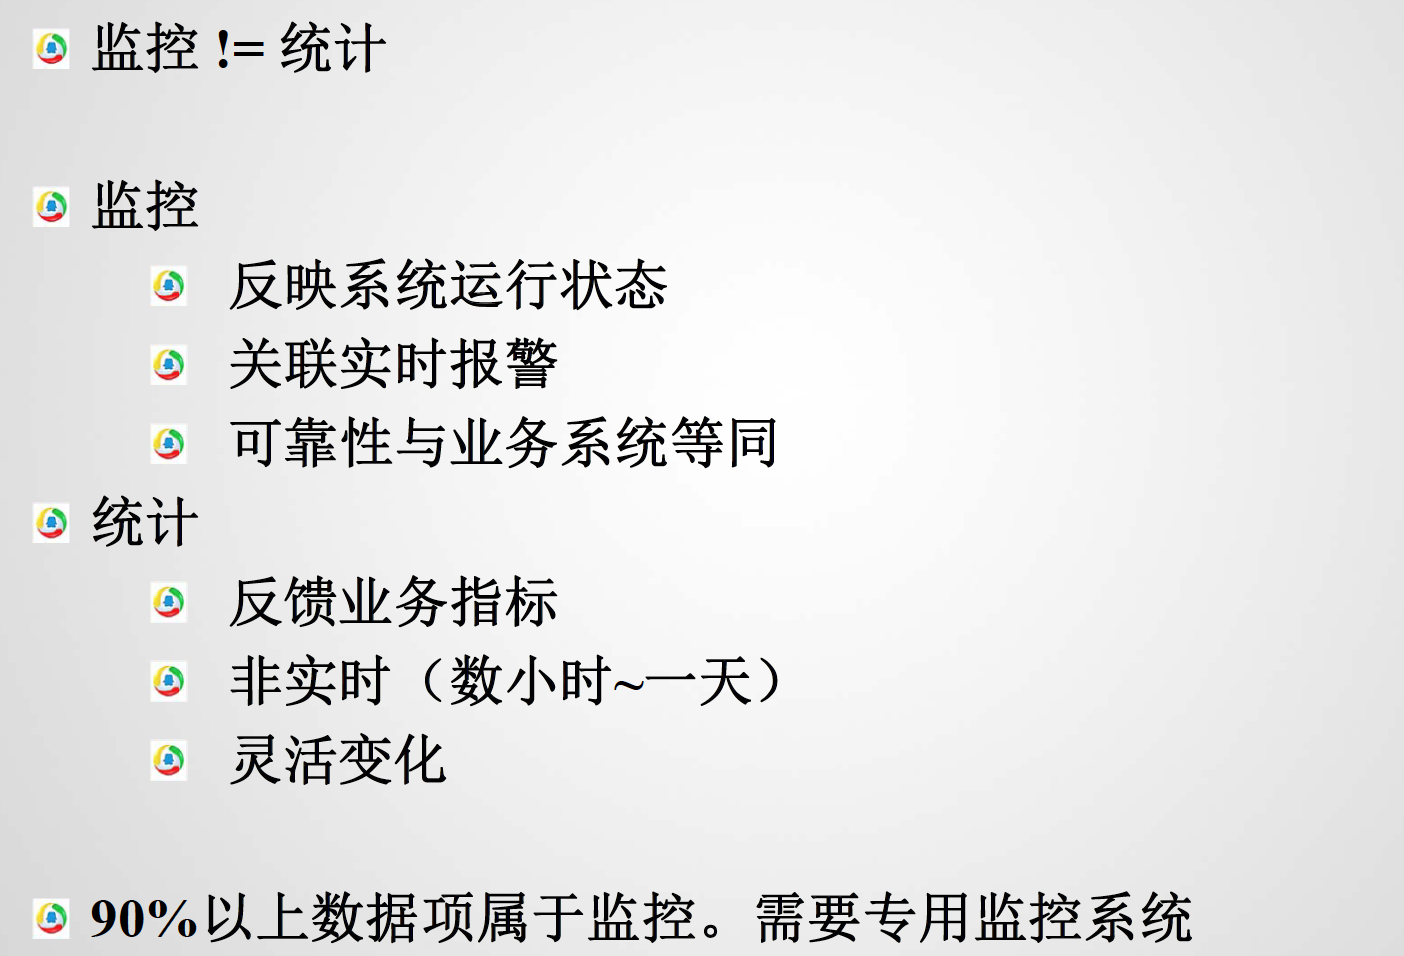 监控 != 统计
监控
反映系统运行状态
关联实时报警
可靠性与业务系统等同
统计
反馈业务指标
非实时（数小时~一天）
灵活变化
90%以上数据项属于监控。需要专用监控系统